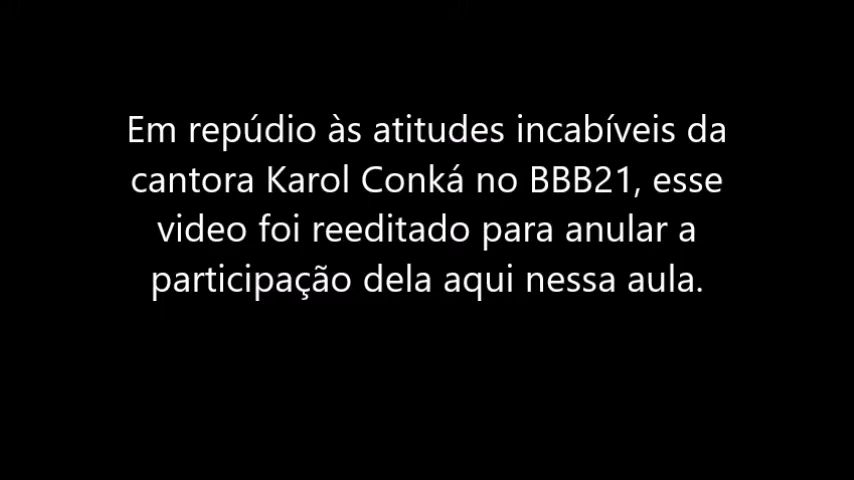 Em repúdio às atitudes incabíveis da
cantora Karol Conká no BBB21, esse
video foi reeditado para anular a
participação dela aqui nessa aula.